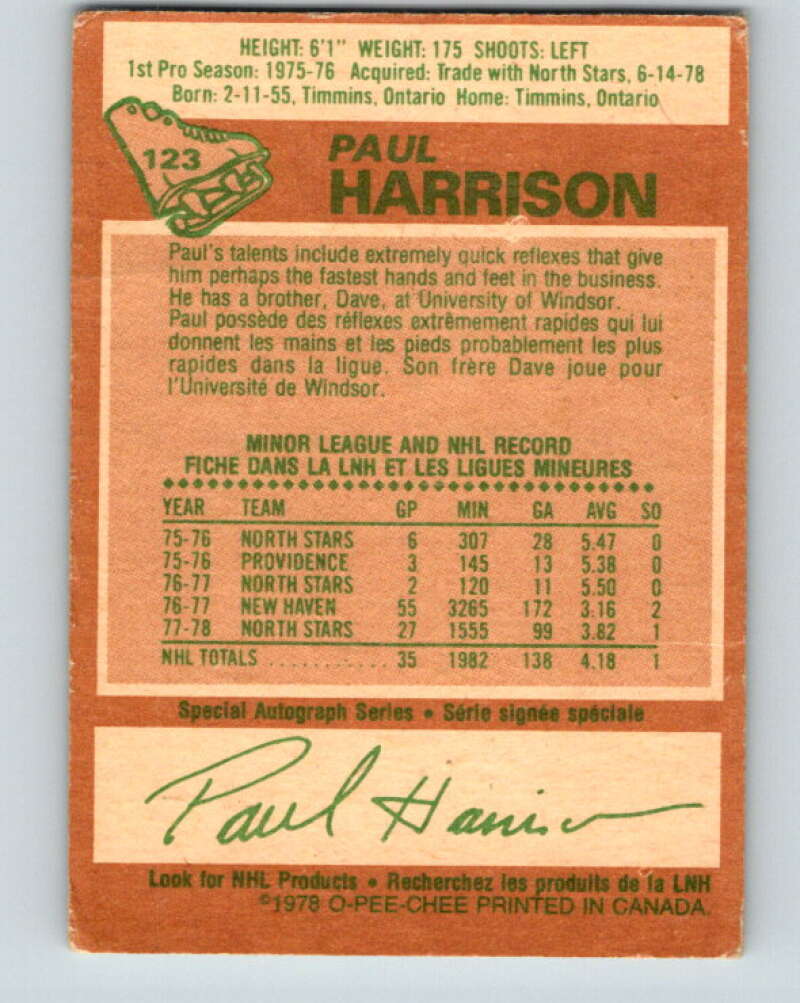 HEIGHT: 6'1" WEIGHT: 175 SHOOTS: LEFT
1st Pro Season: 1975-76 Acquired: Trade with North Stars, 6-14-78
Born: 2-11-55, Timmins, Ontario Home: Timmins, Ontario
123
PAUL
HARRISON
Paul's talents include extremely quick reflexes that give
him perhaps the fastest hands and feet in the business.
He has a brother, Dave, at University of Windsor.
Paul possède des réflexes extrêmement rapides qui lui
donnent les mains et les pieds probablement les plus
rapides dans la ligue. Son frère Dave joue pour
l'Université de Windsor.
MINOR LEAGUE AND NHL RECORD
FICHE DANS LA LNH ET LES LIGUES MINEURES
YEAR TEAM GP MIN GA AVG SO
75-76 NORTH STARS 6 307 28 5.47 0
75-76 PROVIDENCE 3 145 13 5.38 0
76-77 NORTH STARS 2 120 11 5.50 0
76-77 NEW HAVEN 55 3265 172 3.16 2
77-78 NORTH STARS 27 1555 99 3.82 1
NHL TOTALS ........... 35 1982 138 4.18 1
Special Autograph Series • Série signée spéciale
Paul Harrison
Look for NHL Products • Recherchez les produits de la LNH
©1978 O-PEE-CHEE PRINTED IN CANADA.